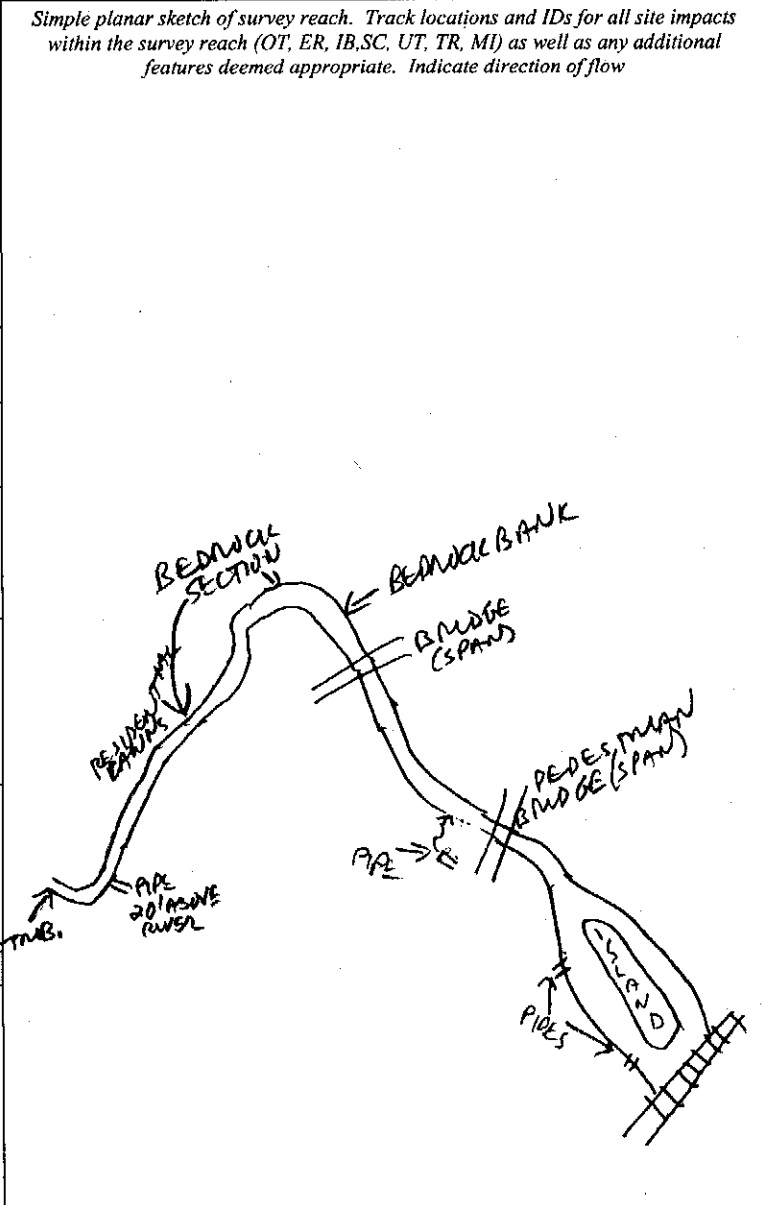 Simple planar sketch of survey reach. Track locations and IDs for all site impacts
within the survey reach (OT, ER, IB,SC, UT, TR, MI) as well as any additional
features deemed appropriate. Indicate direction of flow
BEDROCK
SECTION
BEDROCK BANK
BRIDGE
(SPAN)
RESIDENTIAL
PEDESTRIAN
BRIDGE (SPAN)
PIPE
PIPE
20' ABOVE
RIVER
TRIB.
ISLAND
PIPES